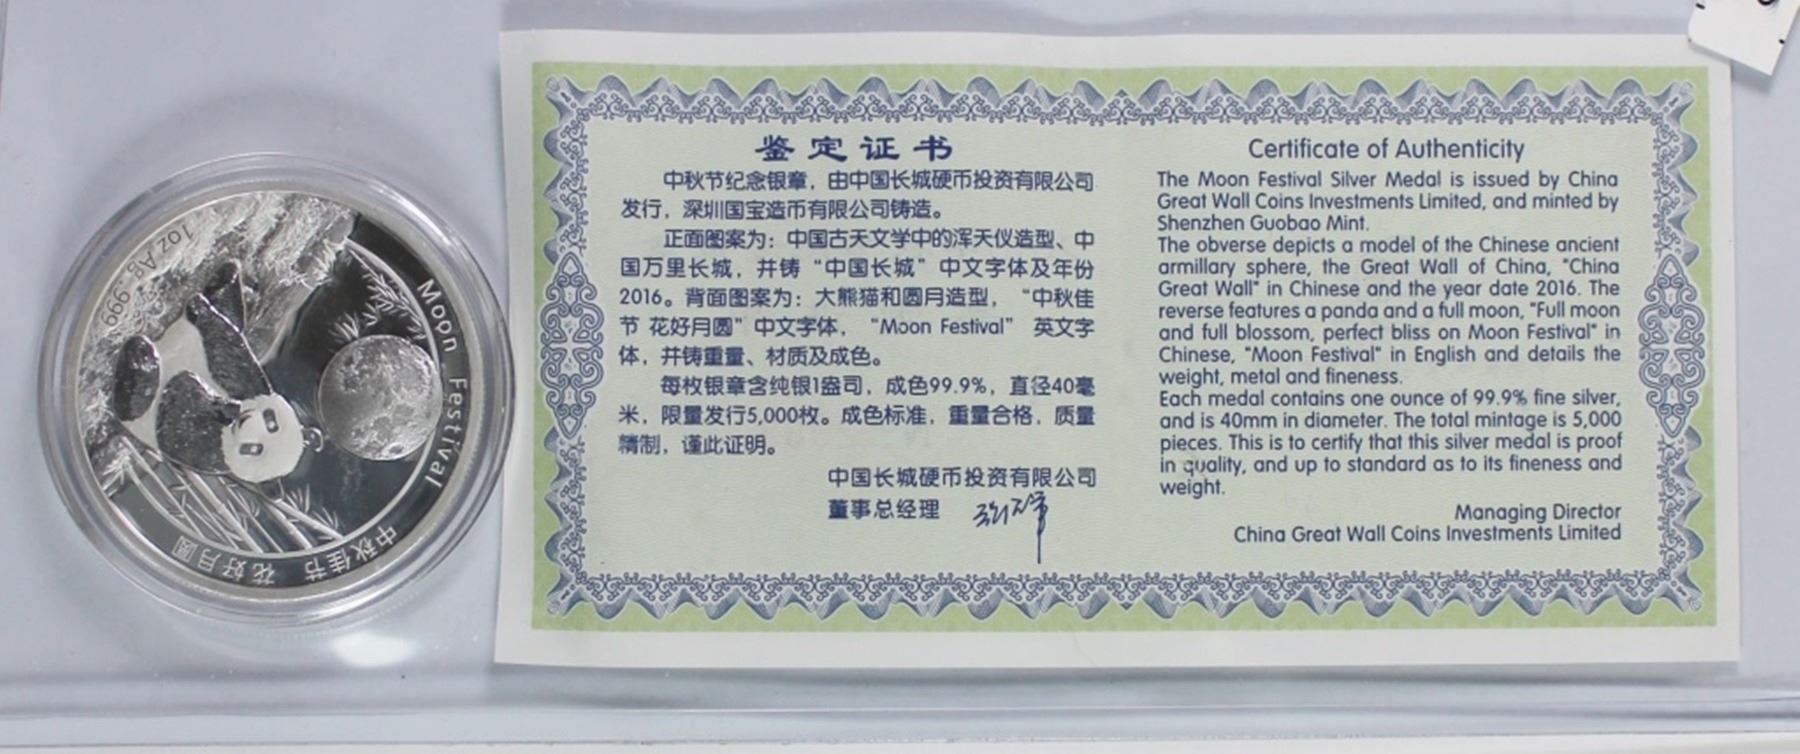 1oz Ag .999
Moon Festival
中秋佳节 花好月圆
鉴定证书
中秋节纪念银章，由中国长城硬币投资有限公司
发行，深圳国宝造币有限公司铸造。
正面图案为：中国古天文学中的浑天仪造型、中
国万里长城，并铸“中国长城”中文字体及年份
2016。背面图案为：大熊猫和圆月造型，“中秋佳
节 花好月圆”中文字体，“Moon Festival” 英文字
体，并铸重量、材质及成色。
每枚银章含纯银1盎司，成色99.9%，直径40毫
米，限量发行5,000枚。成色标准，重量合格，质量
精制，谨此证明。
中国长城硬币投资有限公司
董事总经理
Certificate of Authenticity
The Moon Festival Silver Medal is issued by China
Great Wall Coins Investments Limited, and minted by
Shenzhen Guobao Mint.
The obverse depicts a model of the Chinese ancient
armillary sphere, the Great Wall of China, "China
Great Wall" in Chinese and the year date 2016. The
reverse features a panda and a full moon, "Full moon
and full blossom, perfect bliss on Moon Festival" in
Chinese, "Moon Festival" in English and details the
weight, metal and fineness.
Each medal contains one ounce of 99.9% fine silver,
and is 40mm in diameter. The total mintage is 5,000
pieces. This is to certify that this silver medal is proof
in quality, and up to standard as to its fineness and
weight.
Managing Director
China Great Wall Coins Investments Limited